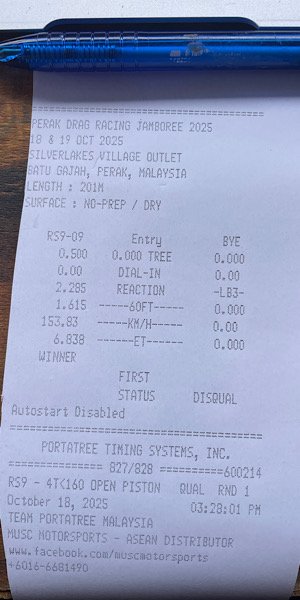 ==================================
PERAK DRAG RACING JAMBOREE 2025
18 & 19 OCT 2025
SILVERLAKES VILLAGE OUTLET
BATU GAJAH, PERAK, MALAYSIA
LENGTH : 201M
SURFACE : NO-PREP / DRY
RS9-09 Entry BYE
0.500 0.000 TREE 0.000
0.00 DIAL-IN 0.00
2.285 REACTION -LB3-
1.615 ------60FT------ 0.000
153.83 ------KM/H------ 0.00
6.838 -------ET------- 0.000
WINNER
FIRST
STATUS DISQUAL
Autostart Disabled
==================================
PORTATREE TIMING SYSTEMS, INC.
============== 827/828 ==========600214
RS9 - 4TK160 OPEN PISTON QUAL RND 1
October 18, 2025 03:28:01 PM
TEAM PORTATREE MALAYSIA
MUSC MOTORSPORTS - ASEAN DISTRIBUTOR
www.facebook.com/muscmotorsports
+6016-6681490